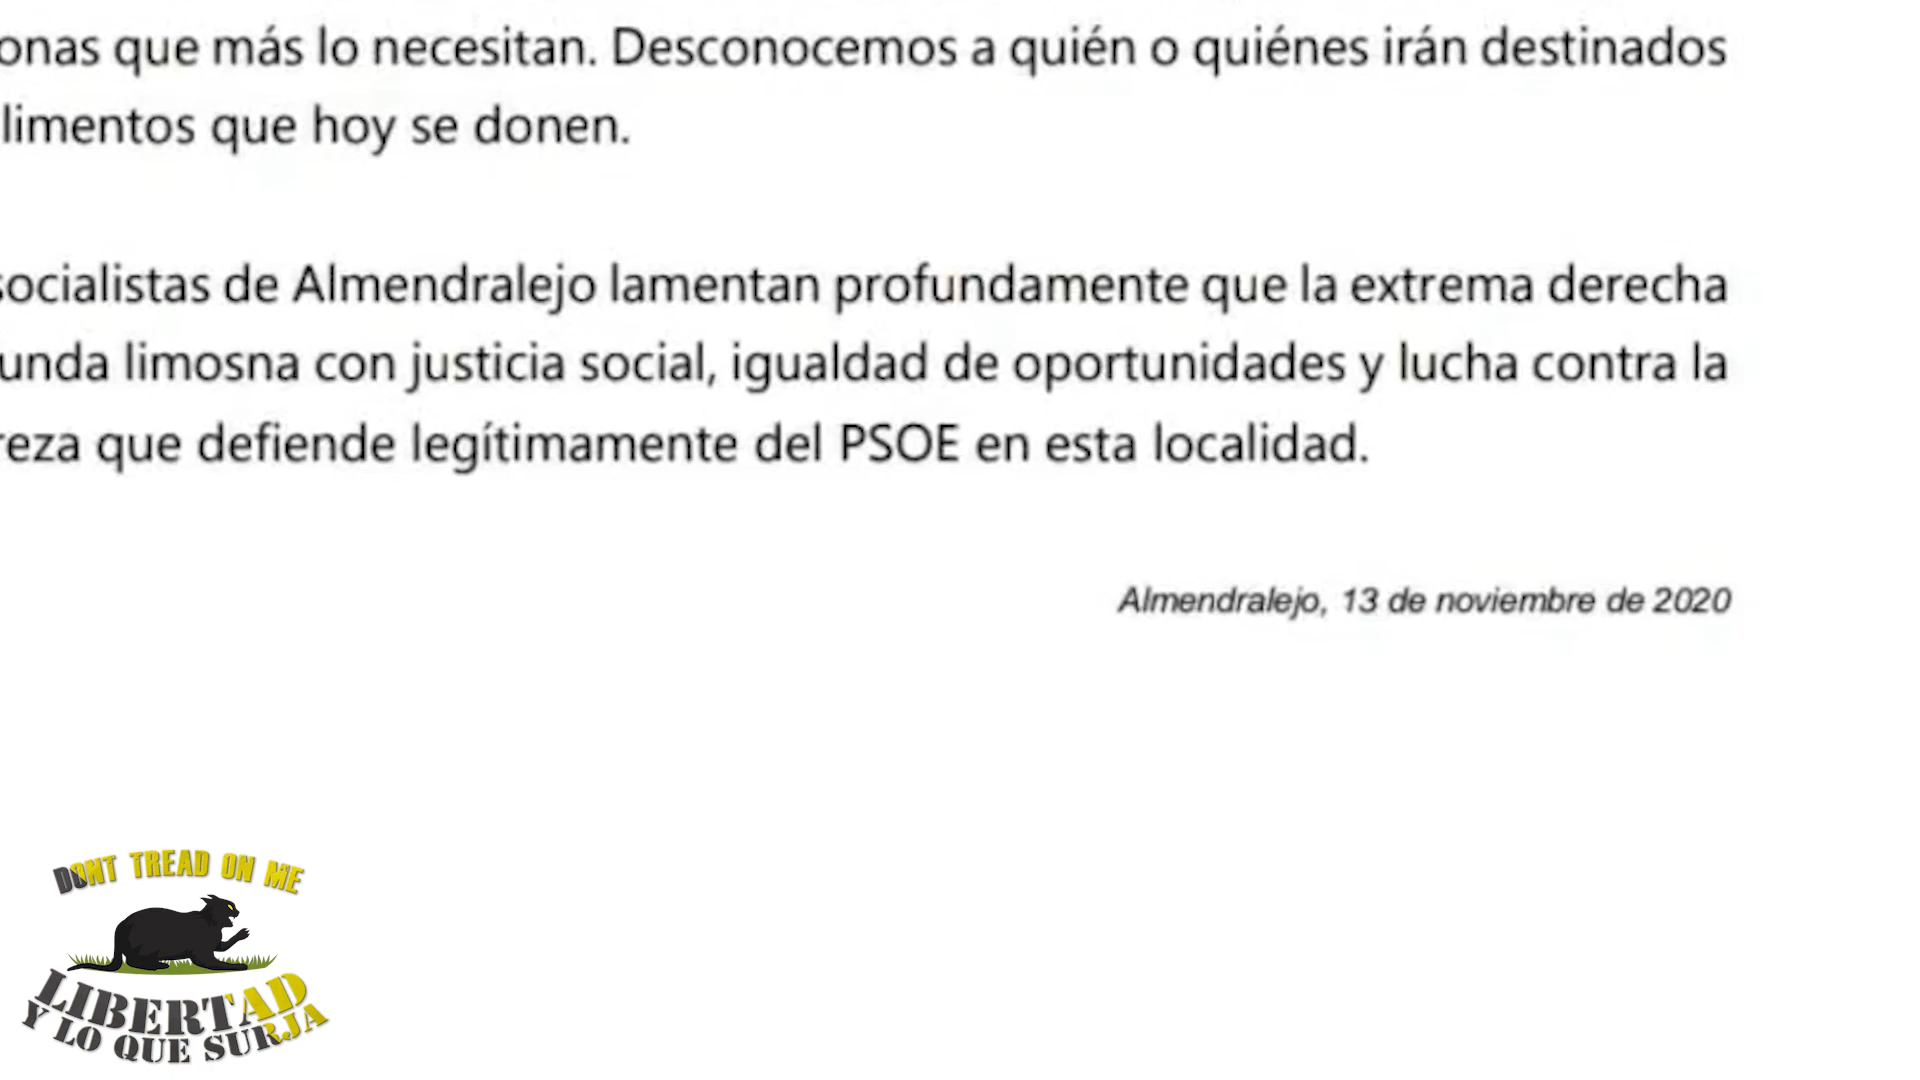 onas que más lo necesitan. Desconocemos a quién o quiénes irán destinados
limentos que hoy se donen.
socialistas de Almendralejo lamentan profundamente que la extrema derecha
unda limosna con justicia social, igualdad de oportunidades y lucha contra la
reza que defiende legítimamente del PSOE en esta localidad.
Almendralejo, 13 de noviembre de 2020
DONT TREAD ON ME
LIBERTAD
Y LO QUE SURJA